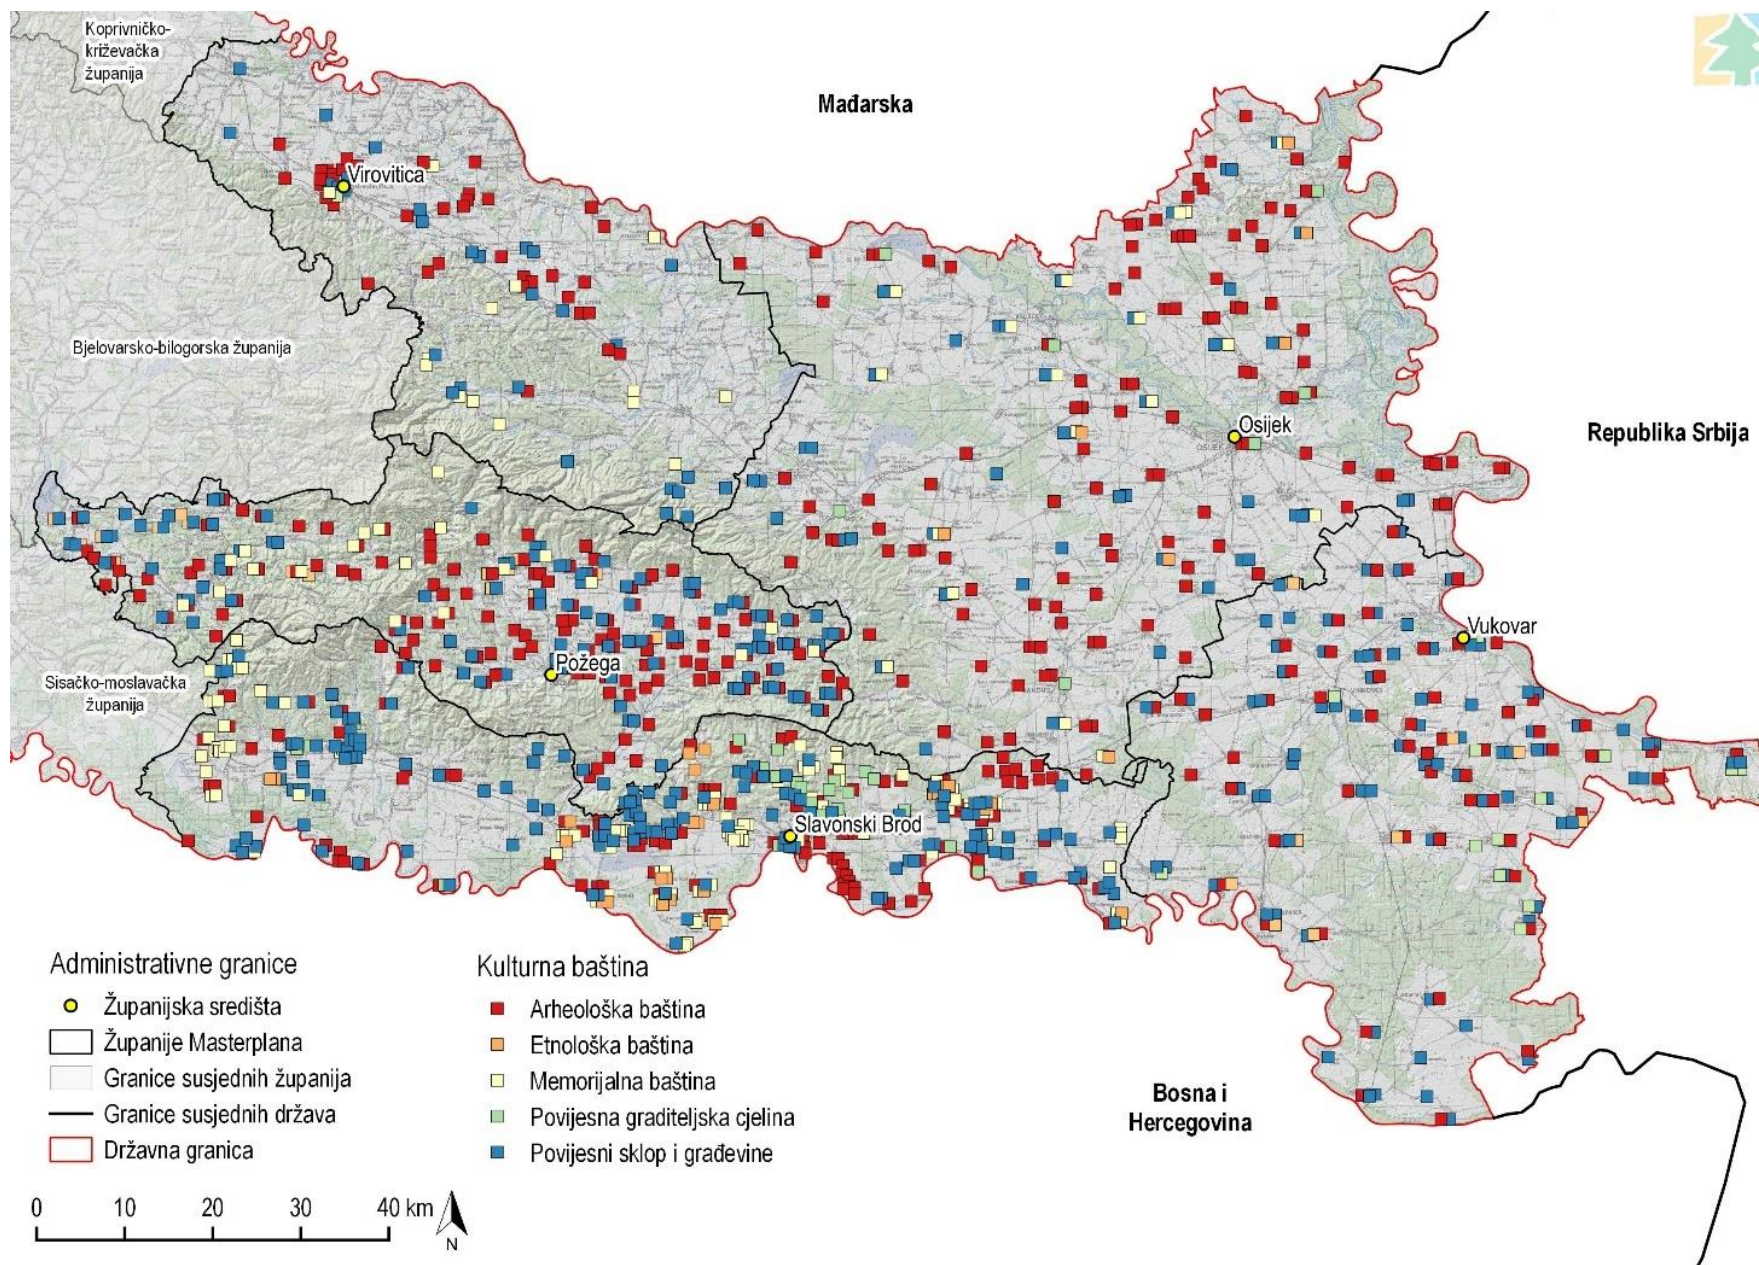 Koprivničko-
križevačka
županija
Mađarska
Virovitica
Bjelovarsko-bilogorska županija
Osijek
Republika Srbija
Vukovar
Požega
Sisačko-moslavačka
županija
Slavonski Brod
Bosna i
Hercegovina
Administrativne granice
Županijska središta
Županije Masterplana
Granice susjednih županija
Granice susjednih država
Državna granica
Kulturna baština
Arheološka baština
Etnološka baština
Memorijalna baština
Povijesna graditeljska cjelina
Povijesni sklop i građevine
0 10 20 30 40 km
N